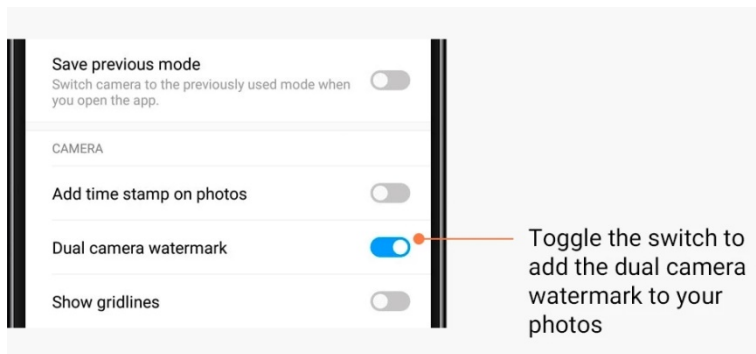 Save previous mode
Switch camera to the previously used mode when
you open the app.
CAMERA
Add time stamp on photos
Dual camera watermark
Show gridlines
Toggle the switch to
add the dual camera
watermark to your
photos